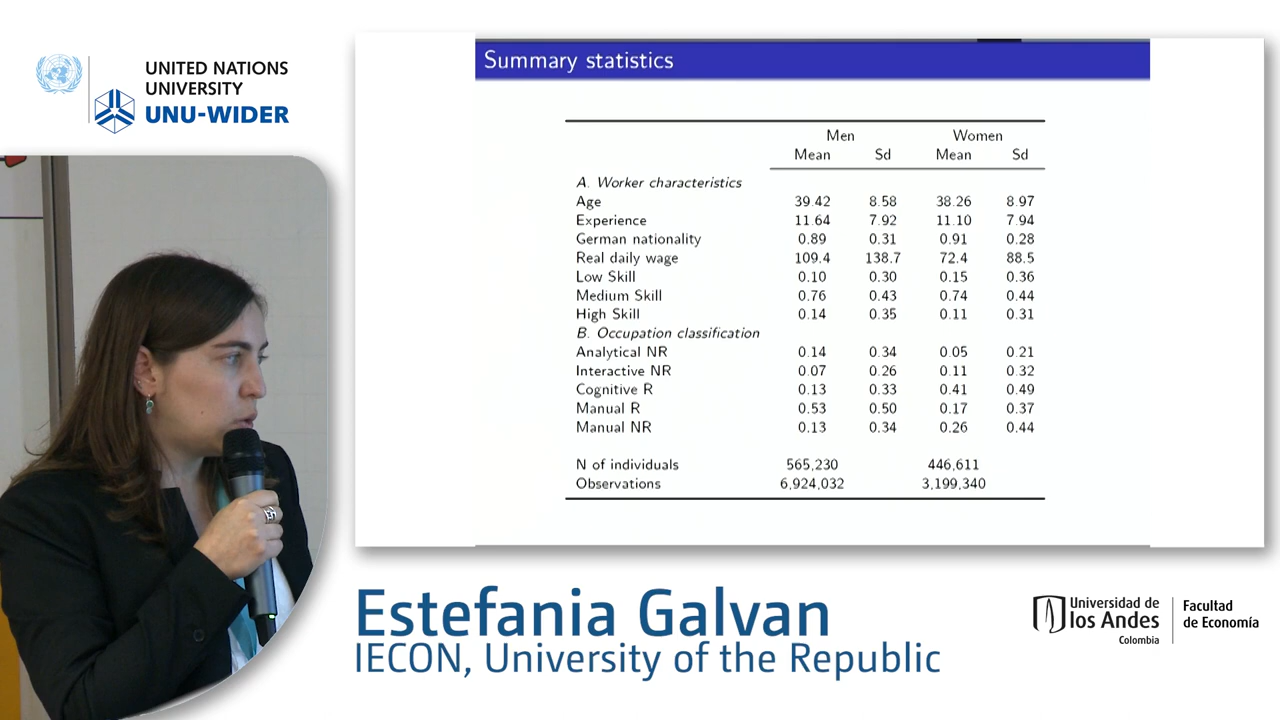 UNITED NATIONS
UNIVERSITY
UNU-WIDER
Summary statistics
Men Women
Mean Sd Mean Sd
A. Worker characteristics
Age 39.42 8.58 38.26 8.97
Experience 11.64 7.92 11.10 7.94
German nationality 0.89 0.31 0.91 0.28
Real daily wage 109.4 138.7 72.4 88.5
Low Skill 0.10 0.30 0.15 0.36
Medium Skill 0.76 0.43 0.74 0.44
High Skill 0.14 0.35 0.11 0.31
B. Occupation classification
Analytical NR 0.14 0.34 0.05 0.21
Interactive NR 0.07 0.26 0.11 0.32
Cognitive R 0.13 0.33 0.41 0.49
Manual R 0.53 0.50 0.17 0.37
Manual NR 0.13 0.34 0.26 0.44
N of individuals 565,230 446,611
Observations 6,924,032 3,199,340
Estefania Galvan
IECON, University of the Republic
Universidad de
los Andes
Colombia
Facultad
de Economía